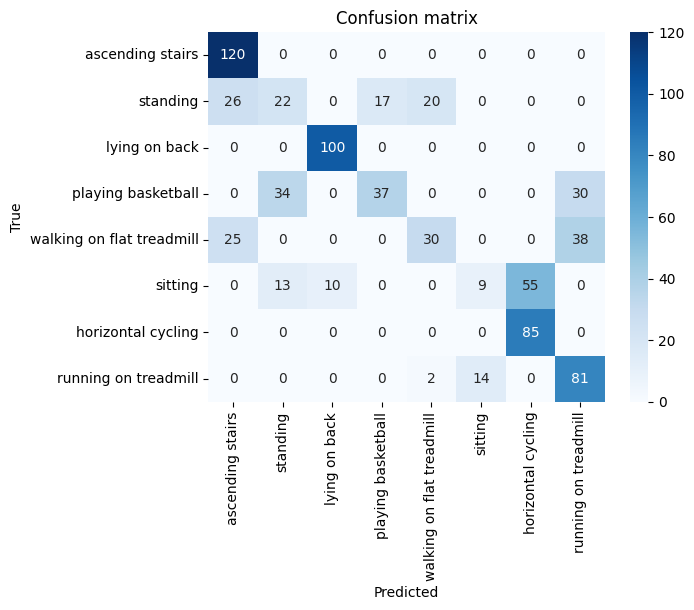 Confusion matrix
True
ascending stairs 120 0 0 0 0 0 0 0
standing 26 22 0 17 20 0 0 0
lying on back 0 0 100 0 0 0 0 0
playing basketball 0 34 0 37 0 0 0 30
walking on flat treadmill 25 0 0 0 30 0 0 38
sitting 0 13 10 0 0 9 55 0
horizontal cycling 0 0 0 0 0 0 85 0
running on treadmill 0 0 0 0 2 14 0 81
ascending stairs
standing
lying on back
playing basketball
walking on flat treadmill
sitting
horizontal cycling
running on treadmill
Predicted
120
100
80
60
40
20
0